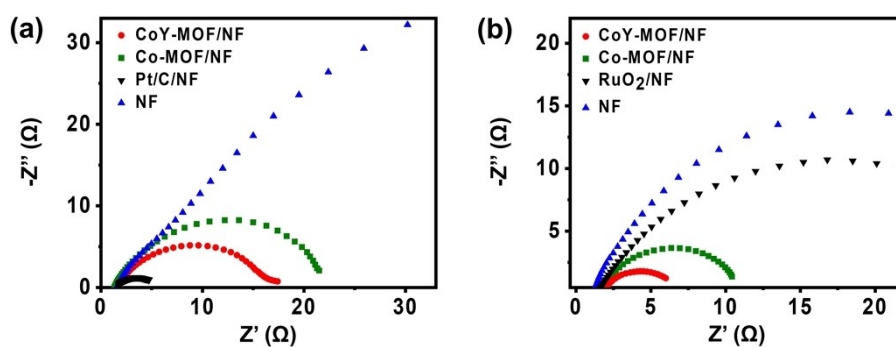 (a)
CoY-MOF/NF
Co-MOF/NF
Pt/C/NF
NF
30
20
10
0
-Z’’ (Ω)
0 10 20 30
Z’ (Ω)
(b)
CoY-MOF/NF
Co-MOF/NF
RuO2/NF
NF
20
15
10
5
-Z’’ (Ω)
0 5 10 15 20
Z’ (Ω)